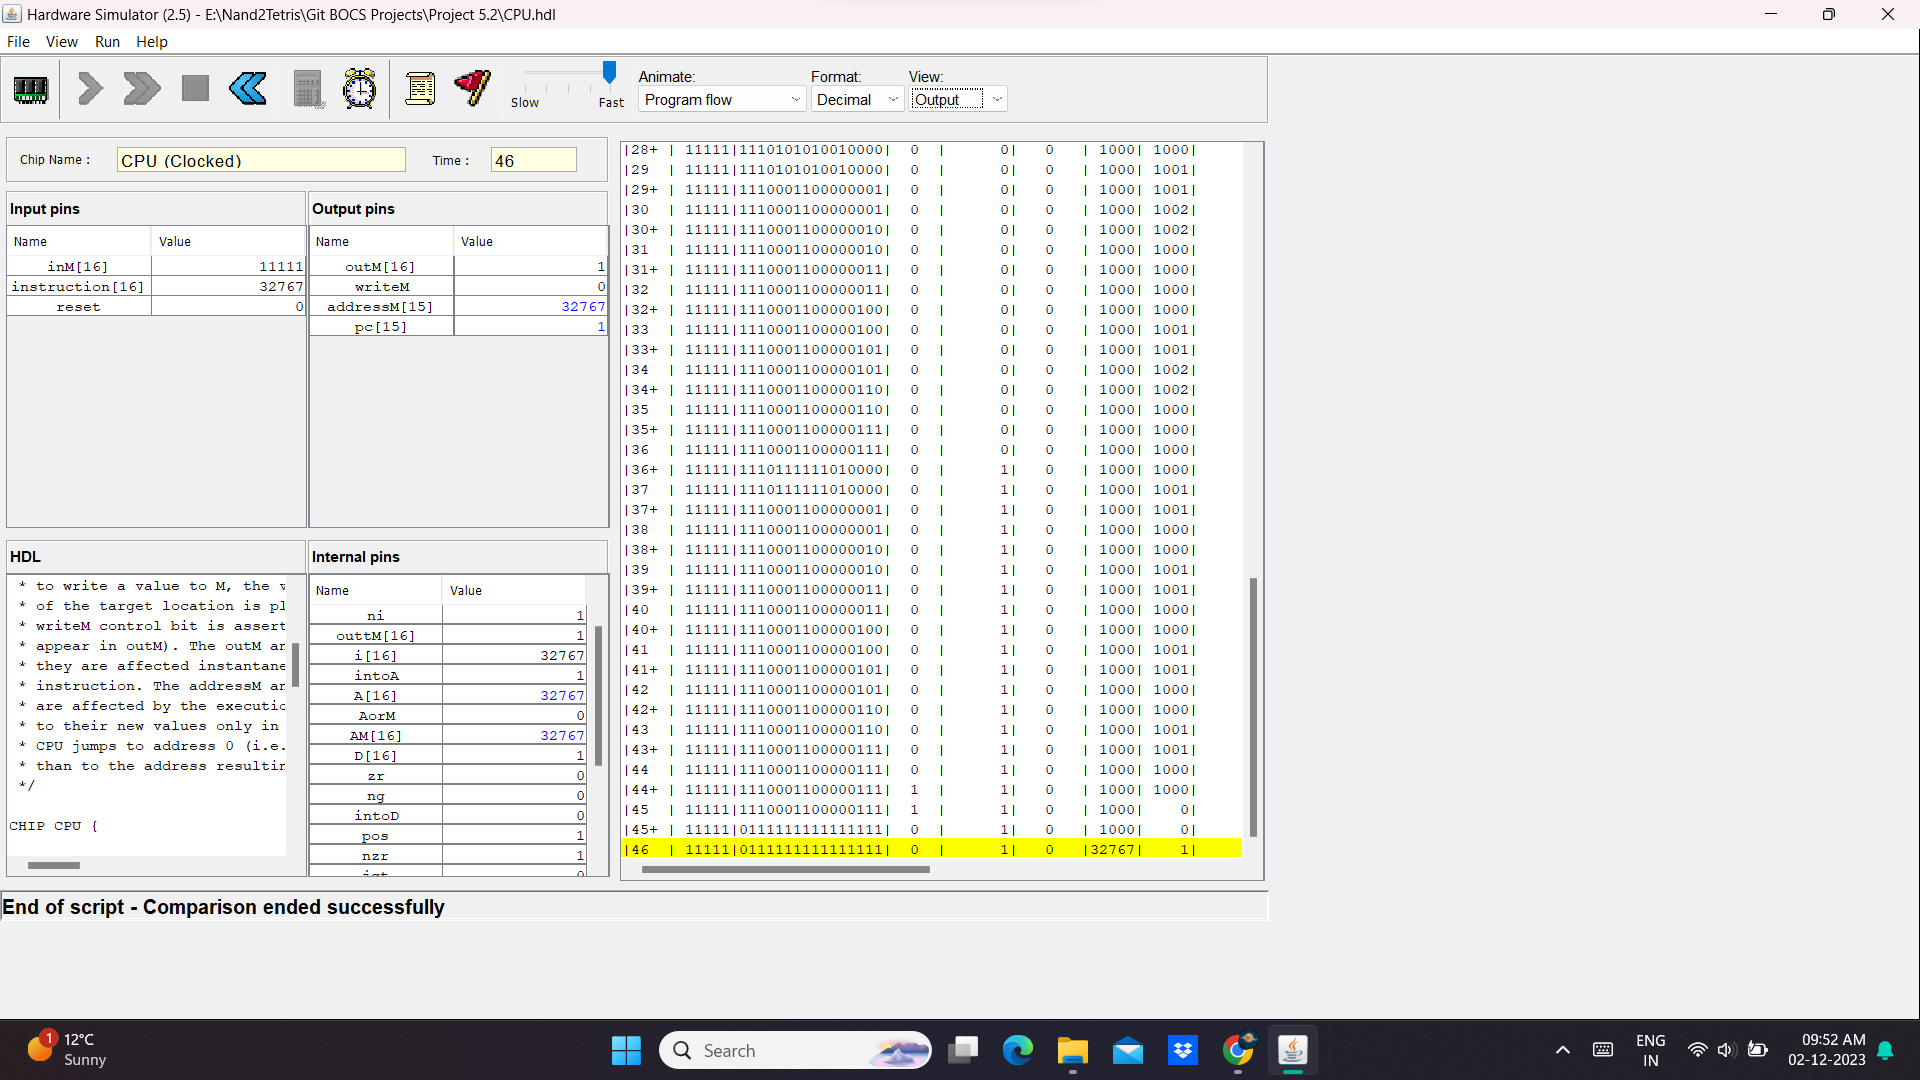 Hardware Simulator (2.5) - E:\Nand2Tetris\Git BOCS Projects\Project 5.2\CPU.hdl
File View Run Help
Slow Fast
Animate: Format: View:
Program flow Decimal Output
Chip Name : CPU (Clocked) Time : 46
Input pins
Name Value
inM[16] 11111
instruction[16] 32767
reset 0
Output pins
Name Value
outM[16] 1
writeM 0
addressM[15] 32767
pc[15] 1
HDL
* to write a value to M, the v
* of the target location is pl
* writeM control bit is assert
* appear in outM). The outM an
* they are affected instantane
* instruction. The addressM an
* are affected by the executio
* to their new values only in
* CPU jumps to address 0 (i.e.
* than to the address resultin
*/
CHIP CPU {
Internal pins
Name Value
ni 1
outtM[16] 1
i[16] 32767
intoA 1
A[16] 32767
AorM 0
AM[16] 32767
D[16] 1
zr 0
ng 0
intoD 0
pos 1
nzr 1
|28+ | 11111|1110101010010000| 0 | 0| 0 | 1000| 1000|
|29 | 11111|1110101010010000| 0 | 0| 0 | 1000| 1001|
|29+ | 11111|1110001100000001| 0 | 0| 0 | 1000| 1001|
|30 | 11111|1110001100000001| 0 | 0| 0 | 1000| 1002|
|30+ | 11111|1110001100000010| 0 | 0| 0 | 1000| 1002|
|31 | 11111|1110001100000010| 0 | 0| 0 | 1000| 1000|
|31+ | 11111|1110001100000011| 0 | 0| 0 | 1000| 1000|
|32 | 11111|1110001100000011| 0 | 0| 0 | 1000| 1000|
|32+ | 11111|1110001100000100| 0 | 0| 0 | 1000| 1000|
|33 | 11111|1110001100000100| 0 | 0| 0 | 1000| 1001|
|33+ | 11111|1110001100000101| 0 | 0| 0 | 1000| 1001|
|34 | 11111|1110001100000101| 0 | 0| 0 | 1000| 1002|
|34+ | 11111|1110001100000110| 0 | 0| 0 | 1000| 1002|
|35 | 11111|1110001100000110| 0 | 0| 0 | 1000| 1000|
|35+ | 11111|1110001100000111| 0 | 0| 0 | 1000| 1000|
|36 | 11111|1110001100000111| 0 | 0| 0 | 1000| 1000|
|36+ | 11111|1110111111010000| 0 | 1| 0 | 1000| 1000|
|37 | 11111|1110111111010000| 0 | 1| 0 | 1000| 1001|
|37+ | 11111|1110001100000001| 0 | 1| 0 | 1000| 1001|
|38 | 11111|1110001100000001| 0 | 1| 0 | 1000| 1000|
|38+ | 11111|1110001100000010| 0 | 1| 0 | 1000| 1000|
|39 | 11111|1110001100000010| 0 | 1| 0 | 1000| 1001|
|39+ | 11111|1110001100000011| 0 | 1| 0 | 1000| 1001|
|40 | 11111|1110001100000011| 0 | 1| 0 | 1000| 1000|
|40+ | 11111|1110001100000100| 0 | 1| 0 | 1000| 1000|
|41 | 11111|1110001100000100| 0 | 1| 0 | 1000| 1001|
|41+ | 11111|1110001100000101| 0 | 1| 0 | 1000| 1001|
|42 | 11111|1110001100000101| 0 | 1| 0 | 1000| 1000|
|42+ | 11111|1110001100000110| 0 | 1| 0 | 1000| 1000|
|43 | 11111|1110001100000110| 0 | 1| 0 | 1000| 1001|
|43+ | 11111|1110001100000111| 0 | 1| 0 | 1000| 1001|
|44 | 11111|1110001100000111| 0 | 1| 0 | 1000| 1000|
|44+ | 11111|1110001100000111| 1 | 1| 0 | 1000| 1000|
|45 | 11111|1110001100000111| 1 | 1| 0 | 1000| 0|
|45+ | 11111|0111111111111111| 0 | 1| 0 | 1000| 0|
|46 | 11111|0111111111111111| 0 | 1| 0 |32767| 1|
End of script - Comparison ended successfully
1
12°C
Sunny
Search
ENG
IN
09:52 AM
02-12-2023